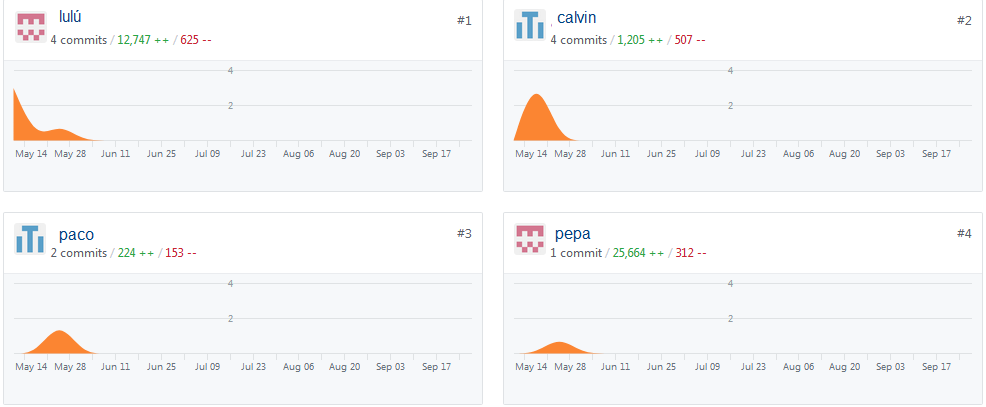 lulú #1
4 commits / 12,747 ++ / 625 --
4
2
May 14 May 28 Jun 11 Jun 25 Jul 09 Jul 23 Aug 06 Aug 20 Sep 03 Sep 17
calvin #2
4 commits / 1,205 ++ / 507 --
4
2
May 14 May 28 Jun 11 Jun 25 Jul 09 Jul 23 Aug 06 Aug 20 Sep 03 Sep 17
paco #3
2 commits / 224 ++ / 153 --
4
2
May 14 May 28 Jun 11 Jun 25 Jul 09 Jul 23 Aug 06 Aug 20 Sep 03 Sep 17
pepa #4
1 commit / 25,664 ++ / 312 --
4
2
May 14 May 28 Jun 11 Jun 25 Jul 09 Jul 23 Aug 06 Aug 20 Sep 03 Sep 17